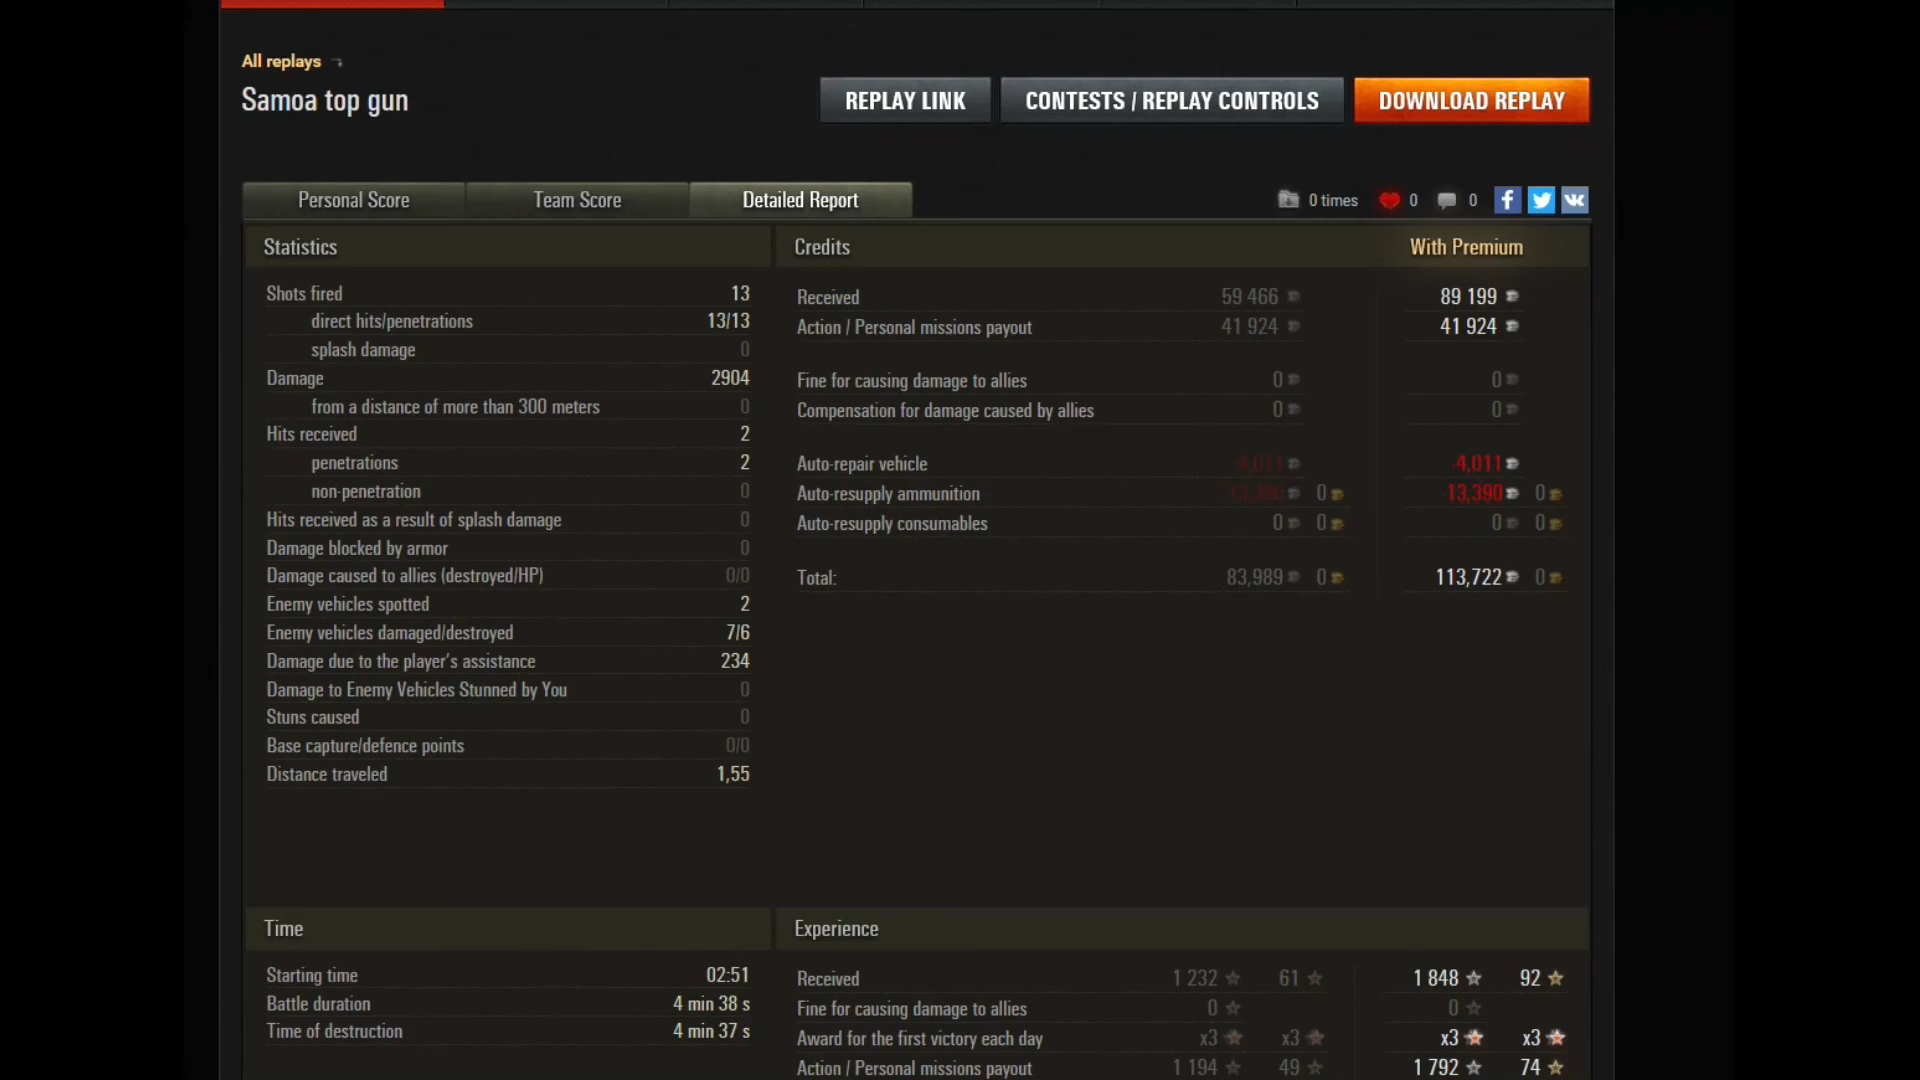 All replays
Samoa top gun
REPLAY LINK
CONTESTS / REPLAY CONTROLS
DOWNLOAD REPLAY
Personal Score
Team Score
Detailed Report
0 times
0
0
Statistics
Shots fired 13
direct hits/penetrations 13/13
splash damage 0
Damage 2904
from a distance of more than 300 meters 0
Hits received 2
penetrations 2
non-penetration 0
Hits received as a result of splash damage 0
Damage blocked by armor 0
Damage caused to allies (destroyed/HP) 0/0
Enemy vehicles spotted 2
Enemy vehicles damaged/destroyed 7/6
Damage due to the player's assistance 234
Damage to Enemy Vehicles Stunned by You 0
Stuns caused 0
Base capture/defence points 0/0
Distance traveled 1,55
Credits With Premium
Received 59 466 89 199
Action / Personal missions payout 41 924 41 924
Fine for causing damage to allies 0 0
Compensation for damage caused by allies 0 0
Auto-repair vehicle -4,011 -4,011
Auto-resupply ammunition -13,390 0 -13,390 0
Auto-resupply consumables 0 0 0 0
Total: 83,989 0 113,722 0
Time
Starting time 02:51
Battle duration 4 min 38 s
Time of destruction 4 min 37 s
Experience
Received 1 232 61 1 848 92
Fine for causing damage to allies 0 0
Award for the first victory each day x3 x3 x3 x3
Action / Personal missions payout 1 194 49 1 792 74